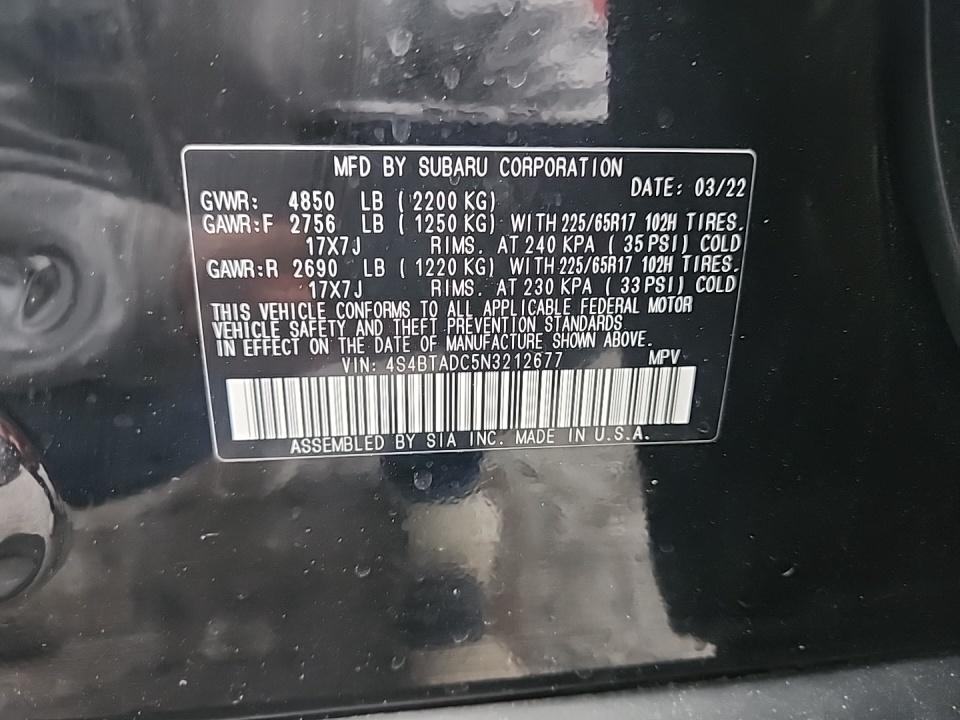 MFD BY SUBARU CORPORATION
DATE: 03/22
GVWR: 4850 LB ( 2200 KG)
GAWR:F 2756 LB ( 1250 KG) WITH 225/65R17 102H TIRES.
17X7J RIMS. AT 240 KPA ( 35 PSI) COLD
GAWR:R 2690 LB ( 1220 KG) WITH 225/65R17 102H TIRES.
17X7J RIMS. AT 230 KPA ( 33 PSI) COLD
THIS VEHICLE CONFORMS TO ALL APPLICABLE FEDERAL MOTOR
VEHICLE SAFETY AND THEFT PREVENTION STANDARDS
IN EFFECT ON THE DATE OF MANUFACTURE SHOWN ABOVE.
VIN: 4S4BTADC5N3212677 MPV
ASSEMBLED BY SIA INC. MADE IN U.S.A.